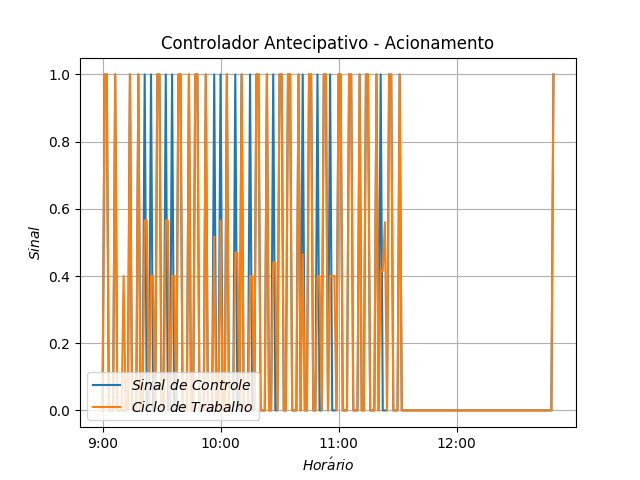 Controlador Antecipativo - Acionamento
1.0
0.8
0.6
0.4
0.2
0.0
Sinal
Sinal de Controle
Ciclo de Trabalho
9:00
10:00
11:00
12:00
Horário